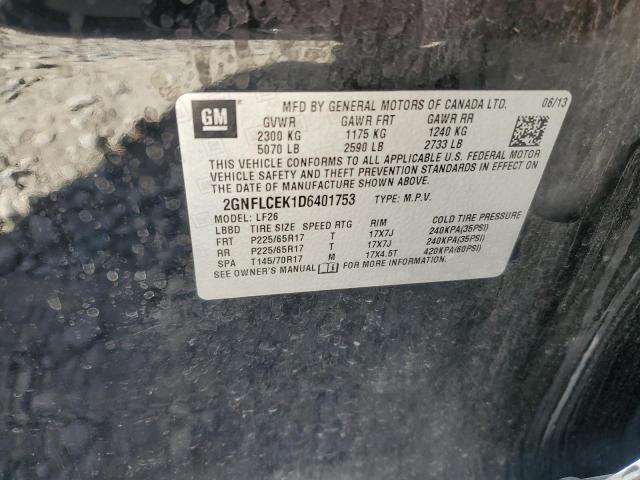 GM
MFD BY GENERAL MOTORS OF CANADA LTD. 06/13
GVWR GAWR FRT GAWR RR
2300 KG 1175 KG 1240 KG
5070 LB 2590 LB 2733 LB
THIS VEHICLE CONFORMS TO ALL APPLICABLE U.S. FEDERAL MOTOR
VEHICLE SAFETY AND THEFT PREVENTION STANDARDS IN EFFECT ON
THE DATE OF MANUFACTURE SHOWN ABOVE.
2GNFLCEK1D6401753 TYPE: M.P.V.
MODEL: LF26
LBBD TIRE SIZE SPEED RTG RIM COLD TIRE PRESSURE
FRT P225/65R17 T 17X7J 240KPA(35PSI)
RR P225/65R17 T 17X7J 240KPA(35PSI)
SPA T145/70R17 M 17X4.5T 420KPA(60PSI)
SEE OWNER'S MANUAL FOR MORE INFORMATION.